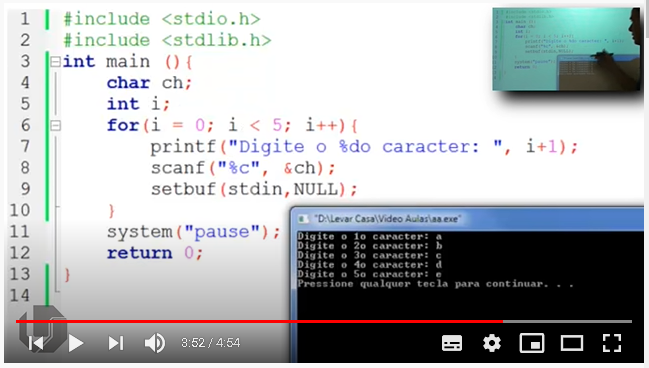 1 #include <stdio.h>
2 #include <stdlib.h>
3 int main (){
4 char ch;
5 int i;
6 for(i = 0; i < 5; i++){
7 printf("Digite o %do caracter: ", i+1);
8 scanf("%c", &ch);
9 setbuf(stdin,NULL);
10 }
11 system("pause");
12 return 0;
13 }
14
"D:\Levar Casa\Video Aulas\aa.exe"
Digite o 1o caracter: a
Digite o 2o caracter: b
Digite o 3o caracter: c
Digite o 4o caracter: d
Digite o 5o caracter: e
Pressione qualquer tecla para continuar. . .
3:52 / 4:54